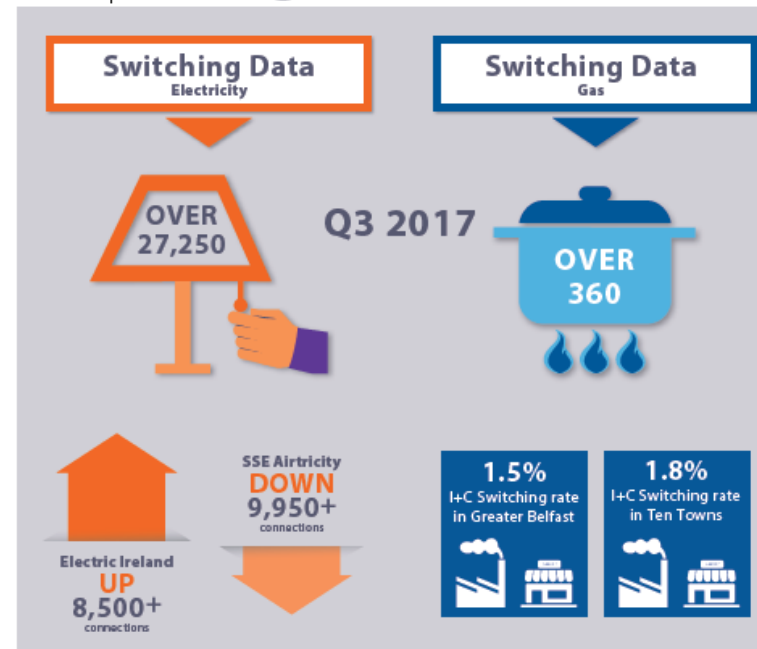 Switching Data
Electricity
Switching Data
Gas
OVER
27,250
Q3 2017
OVER
360
Electric Ireland
UP
8,500+
connections
SSE Airtricity
DOWN
9,950+
connections
1.5%
I+C Switching rate
in Greater Belfast
1.8%
I+C Switching rate
in Ten Towns